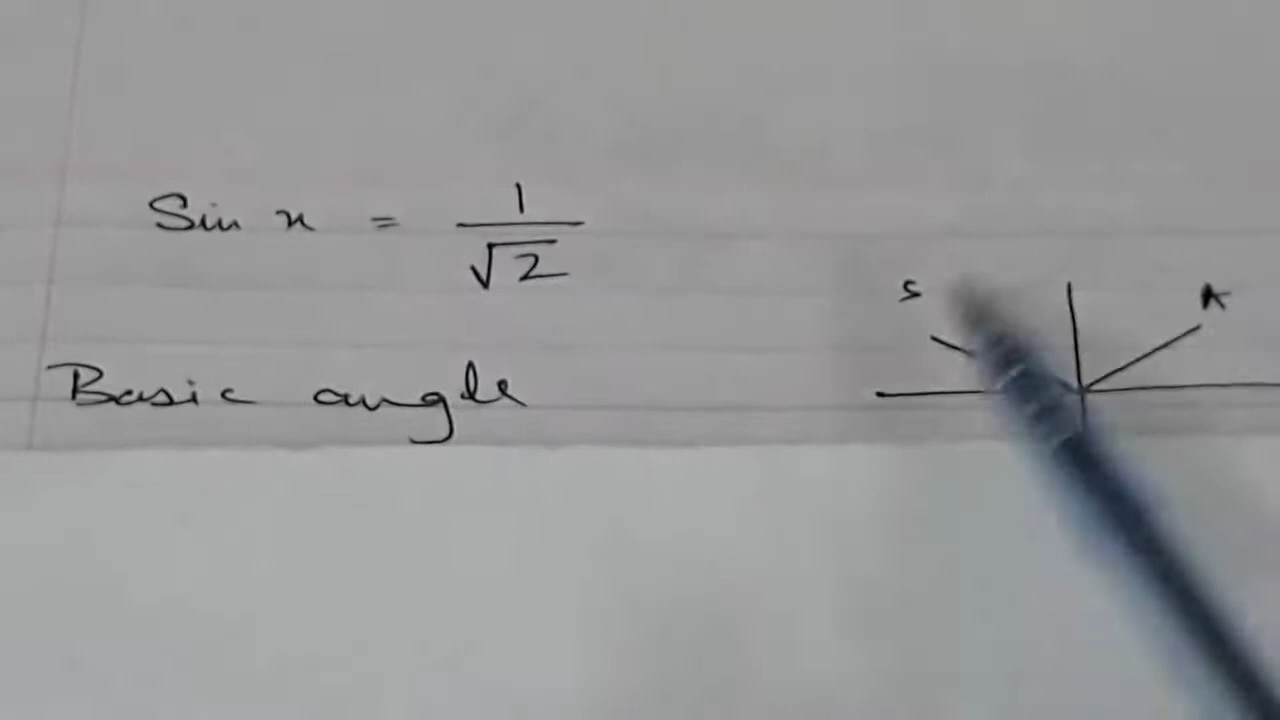 Sin x = 1/√2
S A
Basic angle